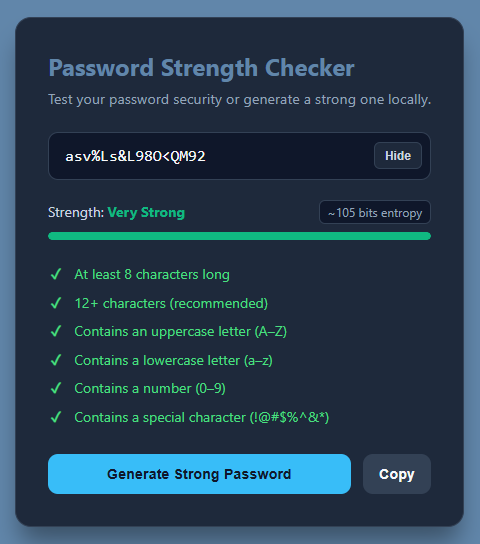 Password Strength Checker
Test your password security or generate a strong one locally.
asv%Ls&L98O<QM92
Hide
Strength: Very Strong
~105 bits entropy
✓ At least 8 characters long
✓ 12+ characters (recommended)
✓ Contains an uppercase letter (A–Z)
✓ Contains a lowercase letter (a–z)
✓ Contains a number (0–9)
✓ Contains a special character (!@#$%^&*)
Generate Strong Password
Copy